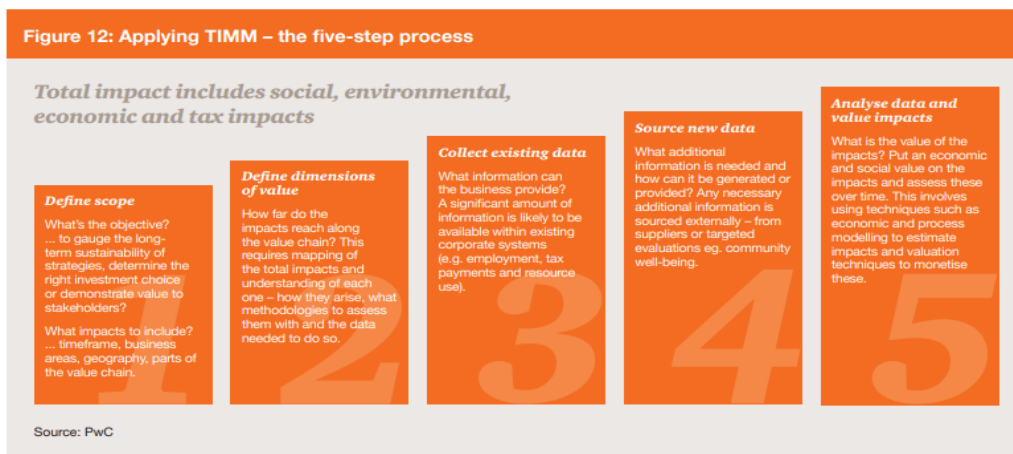 Figure 12: Applying TIMM – the five-step process
Total impact includes social, environmental,
economic and tax impacts
Define scope
What's the objective?
... to gauge the long-
term sustainability of
strategies, determine the
right investment choice
or demonstrate value to
stakeholders?
What impacts to include?
... timeframe, business
areas, geography, parts of
the value chain.
1
Define dimensions
of value
How far do the
impacts reach along
the value chain? This
requires mapping of
the total impacts and
understanding of each
one – how they arise, what
methodologies to assess
them with and the data
needed to do so.
2
Collect existing data
What information can
the business provide?
A significant amount of
information is likely to be
available within existing
corporate systems
(e.g. employment, tax
payments and resource
use).
3
Source new data
What additional
information is needed and
how can it be generated or
provided? Any necessary
additional information is
sourced externally – from
suppliers or targeted
evaluations eg. community
well-being.
4
Analyse data and
value impacts
What is the value of the
impacts? Put an economic
and social value on the
impacts and assess these
over time. This involves
using techniques such as
economic and process
modelling to estimate
impacts and valuation
techniques to monetise
these.
5
Source: PwC